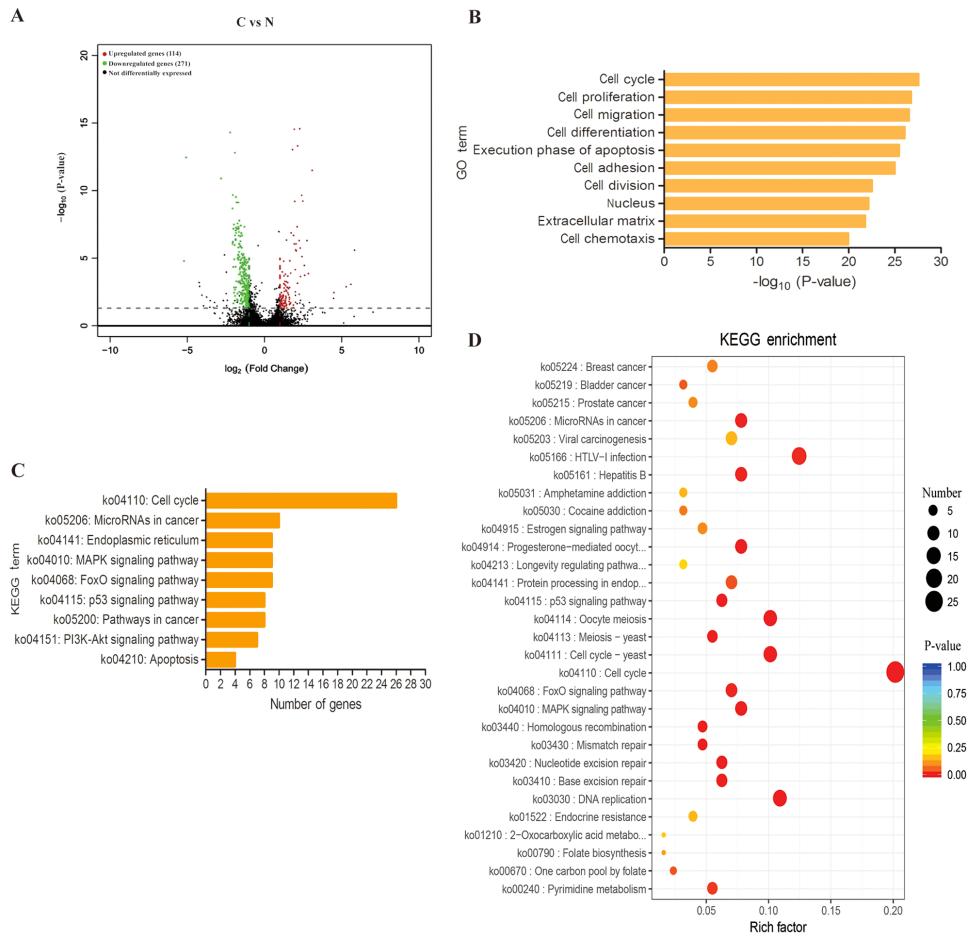 A
C vs N
Upregulated genes (114)
Downregulated genes (271)
Not differentially expressed
−log10 (P-value)
20
15
10
5
0
−10
−5
0
5
10
log2 (Fold Change)
B
GO term
Cell cycle
Cell proliferation
Cell migration
Cell differentiation
Execution phase of apoptosis
Cell adhesion
Cell division
Nucleus
Extracellular matrix
Cell chemotaxis
0 5 10 15 20 25 30
-log10 (P-value)
C
KEGG term
ko04110: Cell cycle
ko05206: MicroRNAs in cancer
ko04141: Endoplasmic reticulum
ko04010: MAPK signaling pathway
ko04068: FoxO signaling pathway
ko04115: p53 signaling pathway
ko05200: Pathways in cancer
ko04151: PI3K-Akt signaling pathway
ko04210: Apoptosis
0 2 4 6 8 10 12 14 16 18 20 22 24 26 28 30
Number of genes
D
KEGG enrichment
ko05224 : Breast cancer
ko05219 : Bladder cancer
ko05215 : Prostate cancer
ko05206 : MicroRNAs in cancer
ko05203 : Viral carcinogenesis
ko05166 : HTLV−I infection
ko05161 : Hepatitis B
ko05031 : Amphetamine addiction
ko05030 : Cocaine addiction
ko04915 : Estrogen signaling pathway
ko04914 : Progesterone−mediated oocyt...
ko04213 : Longevity regulating pathwa...
ko04141 : Protein processing in endop...
ko04115 : p53 signaling pathway
ko04114 : Oocyte meiosis
ko04113 : Meiosis − yeast
ko04111 : Cell cycle − yeast
ko04110 : Cell cycle
ko04068 : FoxO signaling pathway
ko04010 : MAPK signaling pathway
ko03440 : Homologous recombination
ko03430 : Mismatch repair
ko03420 : Nucleotide excision repair
ko03410 : Base excision repair
ko03030 : DNA replication
ko01522 : Endocrine resistance
ko01210 : 2−Oxocarboxylic acid metabo...
ko00790 : Folate biosynthesis
ko00670 : One carbon pool by folate
ko00240 : Pyrimidine metabolism
0.05 0.10 0.15 0.20
Rich factor
Number
5
10
15
20
25
P-value
1.00
0.75
0.50
0.25
0.00